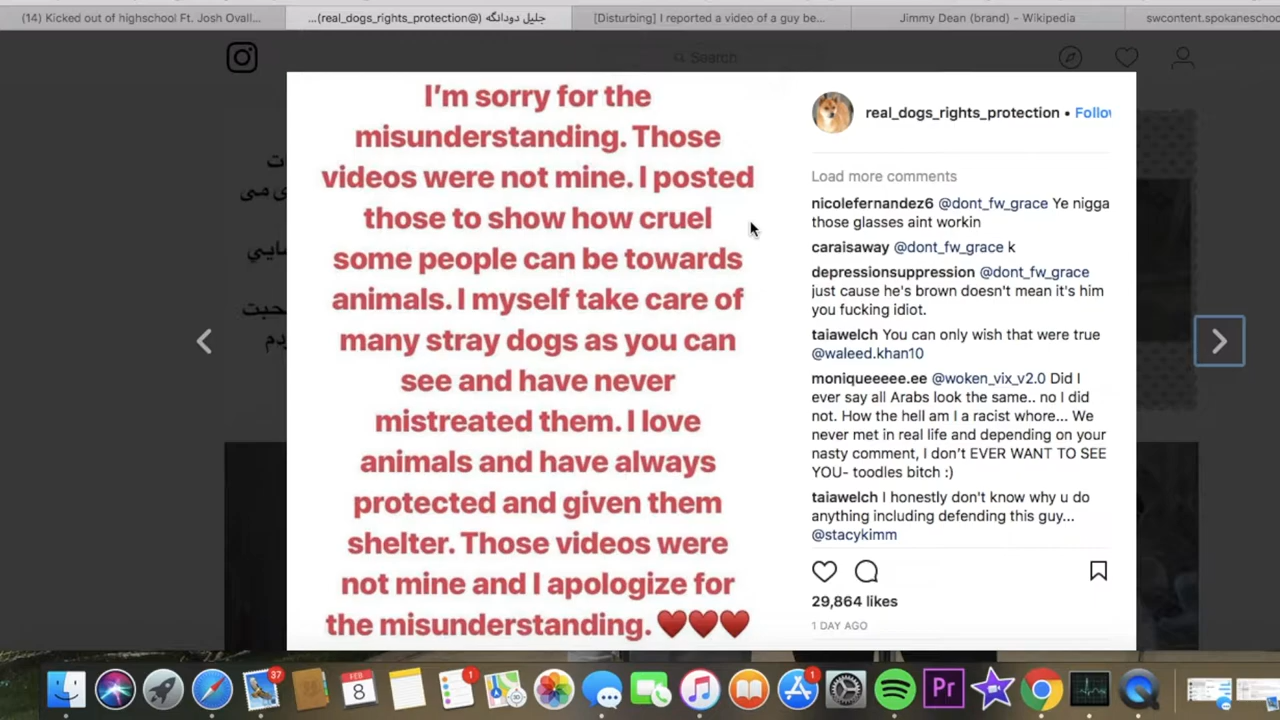 (14) Kicked out of highschool Ft. Josh Ovall...
جلیل دودانگه (@real_dogs_rights_protection)...
[Disturbing] I reported a video of a guy be...
Jimmy Dean (brand) – Wikipedia
swcontent.spokaneschoo
Search
I'm sorry for the
misunderstanding. Those
videos were not mine. I posted
those to show how cruel
some people can be towards
animals. I myself take care of
many stray dogs as you can
see and have never
mistreated them. I love
animals and have always
protected and given them
shelter. Those videos were
not mine and I apologize for
the misunderstanding. ❤️❤️❤️
real_dogs_rights_protection • Follow
Load more comments
nicolefernandez6 @dont_fw_grace Ye nigga
those glasses aint workin
caraisaway @dont_fw_grace k
depressionsuppression @dont_fw_grace
just cause he's brown doesn't mean it's him
you fucking idiot.
taiawelch You can only wish that were true
@waleed.khan10
moniqueeeee.ee @woken_vix_v2.0 Did I
ever say all Arabs look the same.. no I did
not. How the hell am I a racist whore... We
never met in real life and depending on your
nasty comment, I don't EVER WANT TO SEE
YOU- toodles bitch :)
taiawelch I honestly don't know why u do
anything including defending this guy...
@stacykimm
29,864 likes
1 DAY AGO
37
FEB
8
1
1
Pr